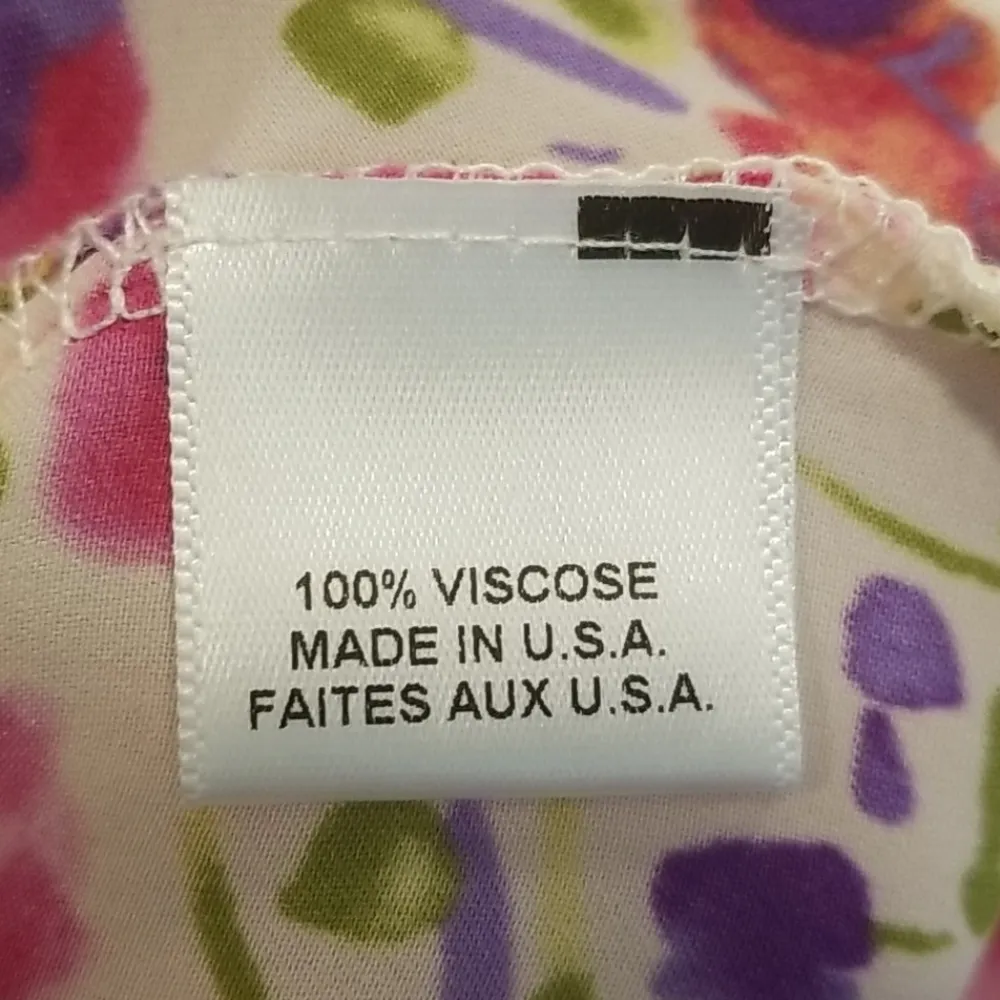 100% VISCOSE
MADE IN U.S.A.
FAITES AUX U.S.A.